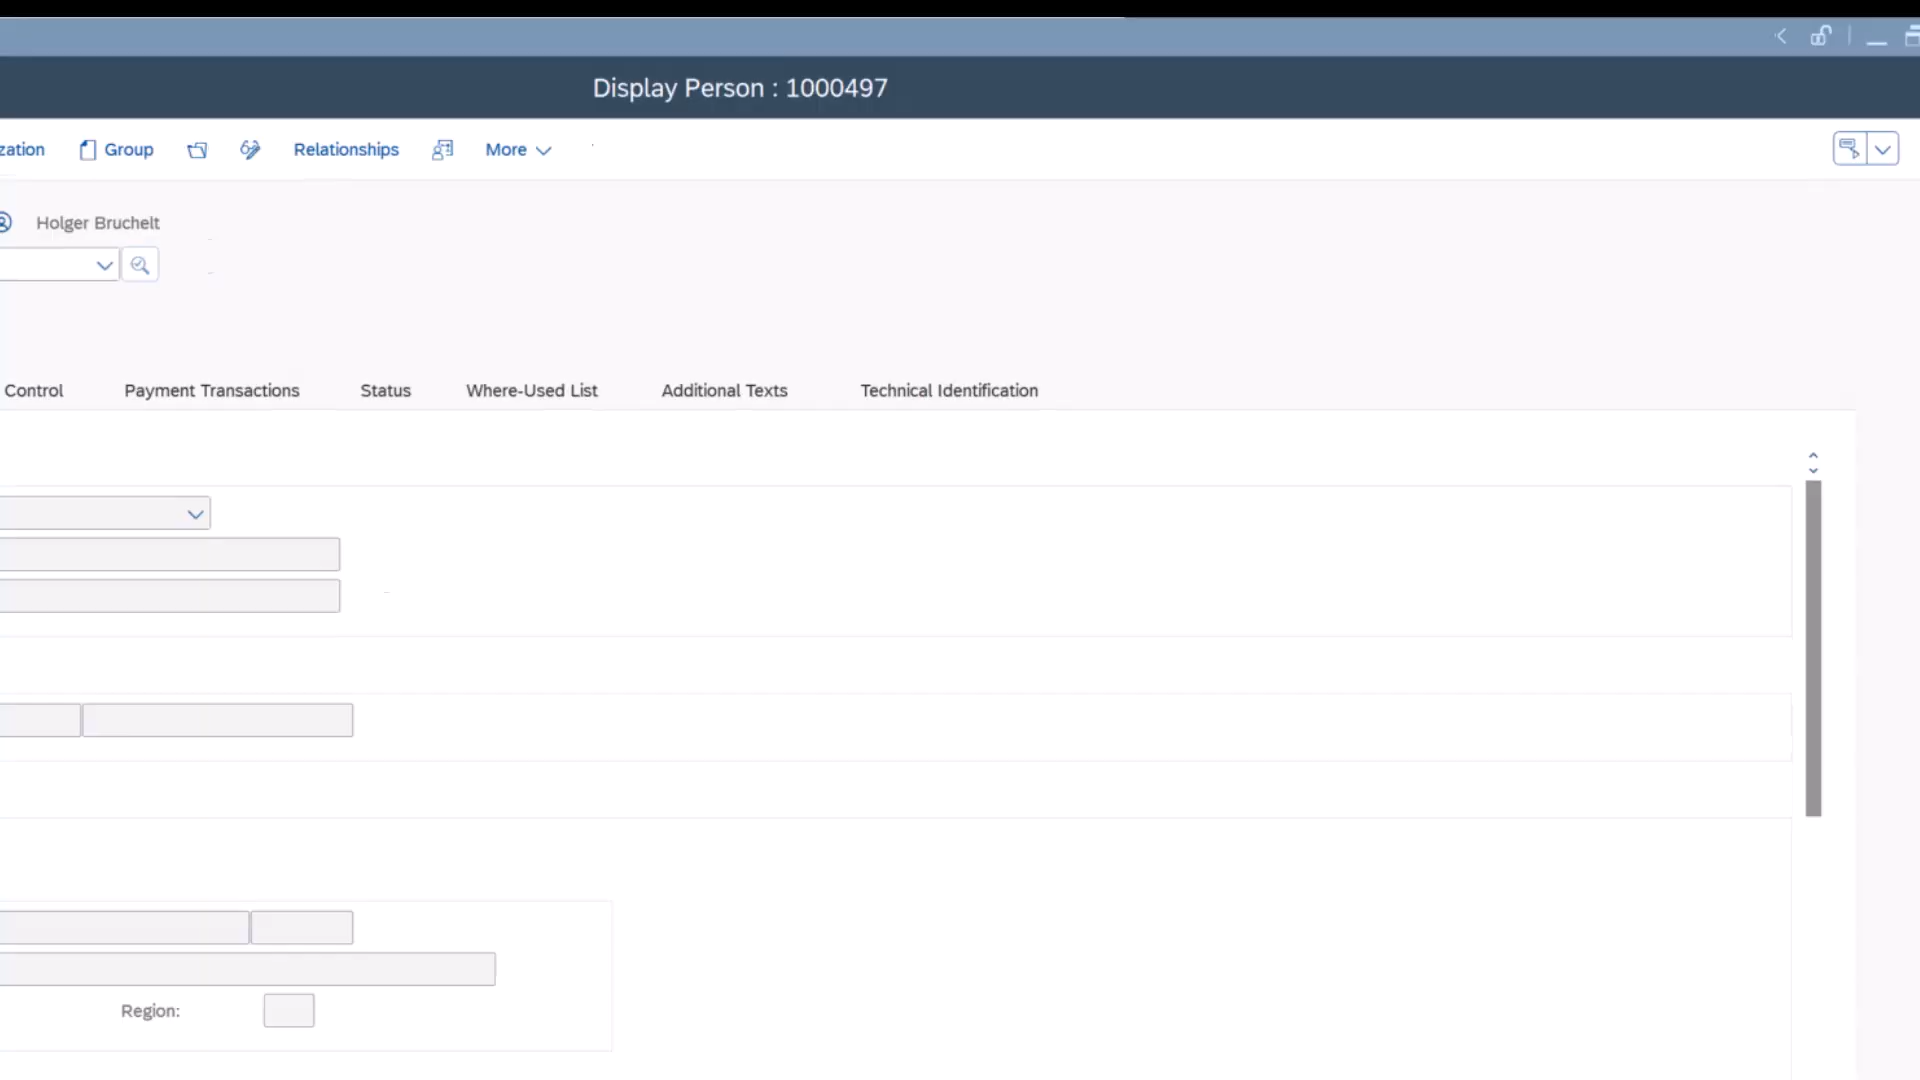 Display Person : 1000497
zation Group Relationships More
Holger Bruchelt
Control Payment Transactions Status Where-Used List Additional Texts Technical Identification
Region: